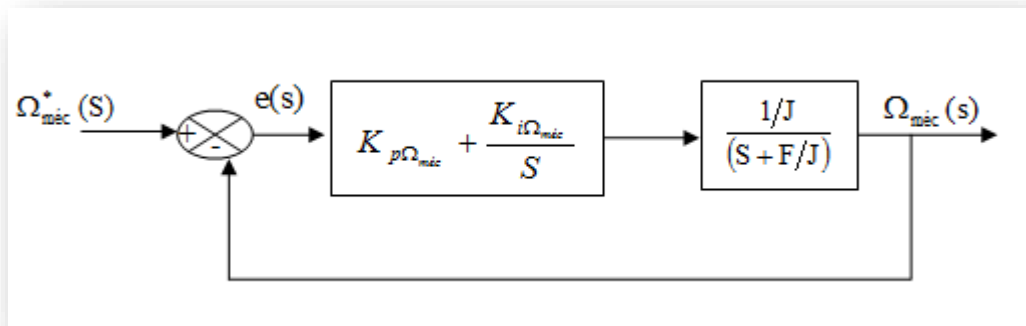 Ω*méc (S)
+
-
e(s)
K pΩméc + K iΩméc / S
1/J / (S + F/J)
Ωméc (s)